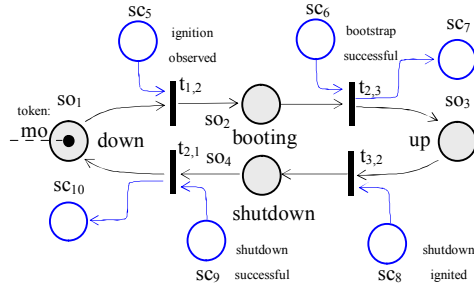 sc5
sc6
sc7
ignition
observed
bootstrap
successful
so1
t1,2
t2,3
so3
token:
mo
down
so2
booting
up
t2,1
so4
t3,2
sc10
shutdown
shutdown
successful
shutdown
ignited
sc9
sc8